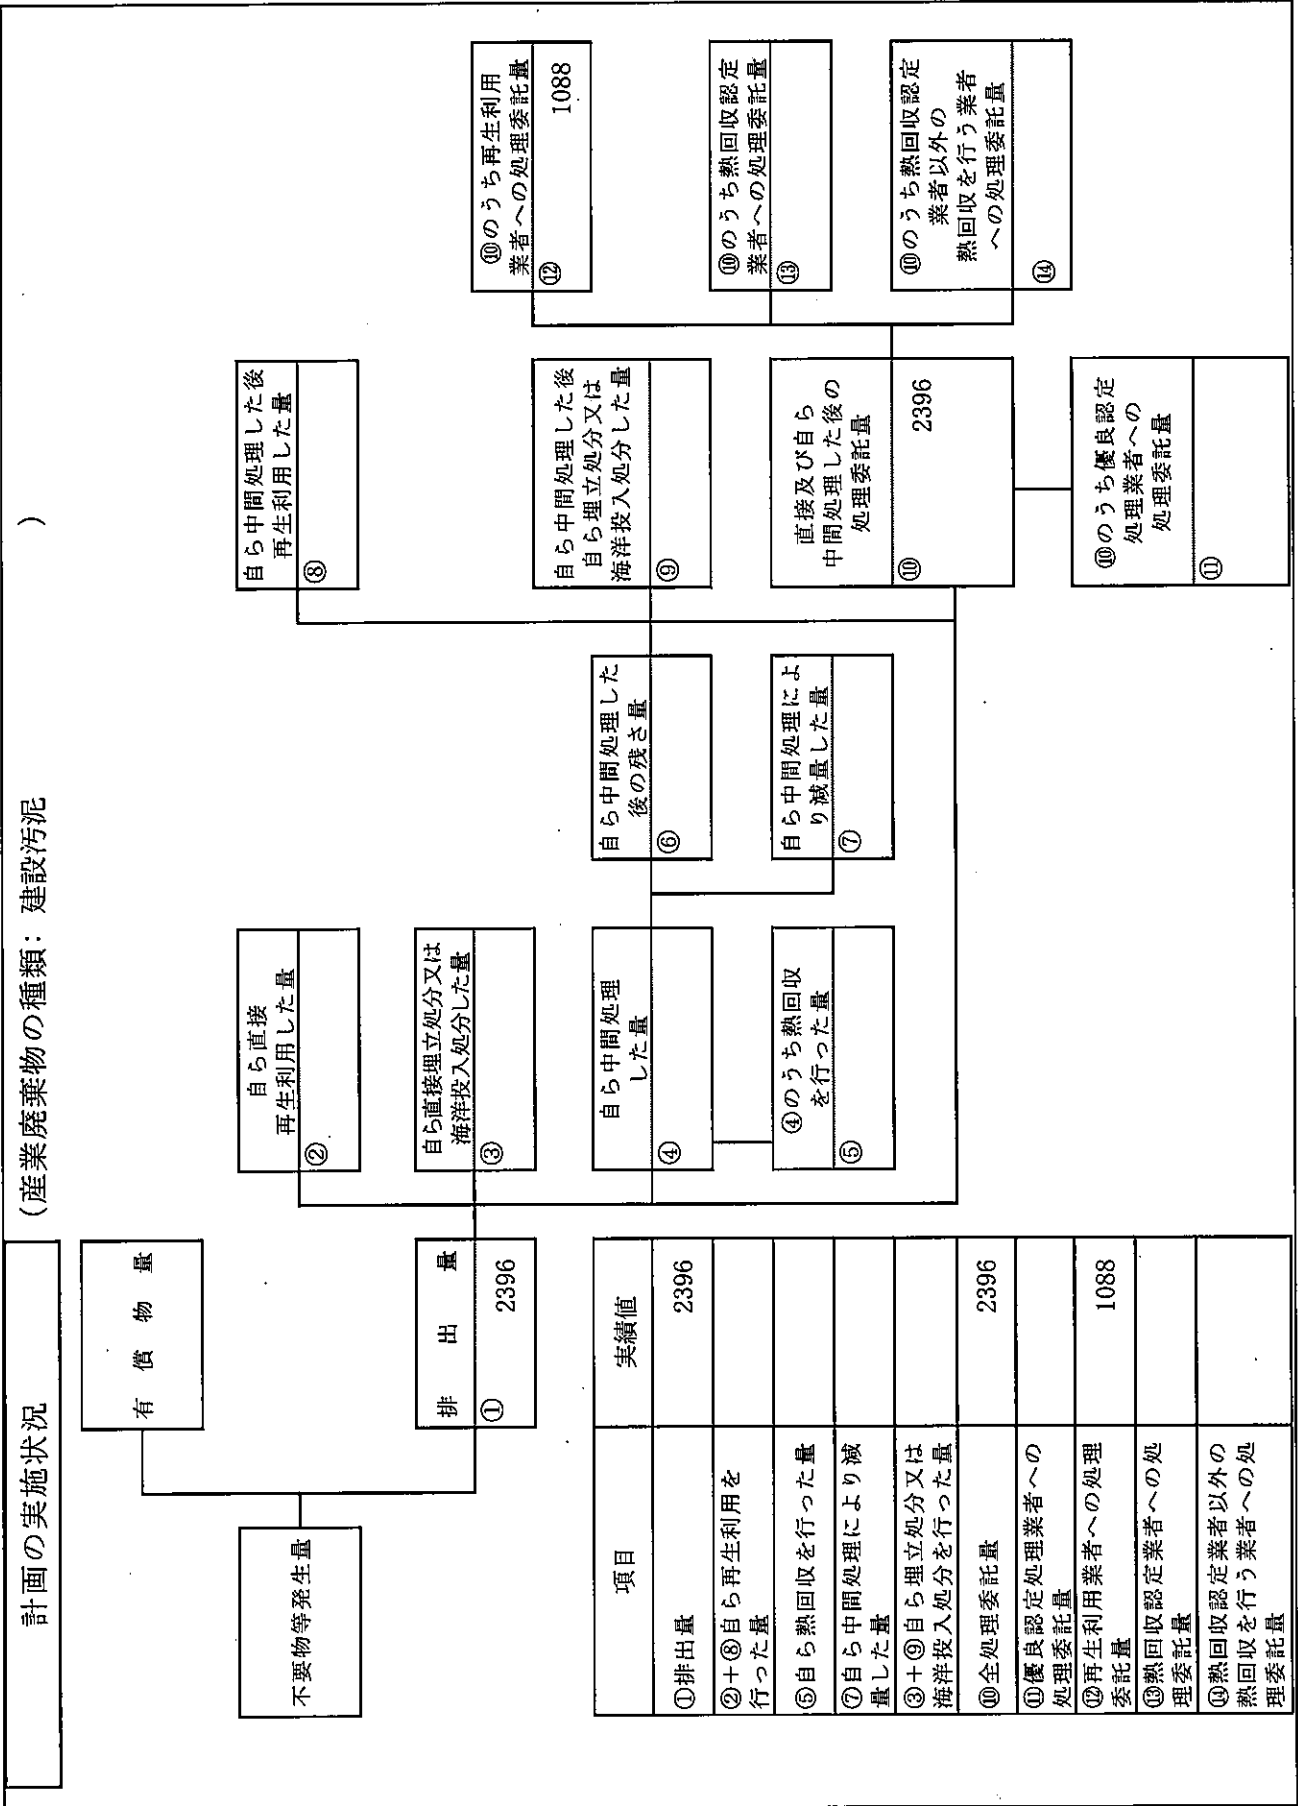 計画の実施状況
(産業廃棄物の種類: 建設汚泥
)
有償物量
不要物等発生量
排出量
① 2396
自ら直接
再生利用した量
②
自ら直接埋立処分又は
海洋投入処分した量
③
自ら中間処理
した量
④
④のうち熱回収
を行った量
⑤
自ら中間処理した
後の残さ量
⑥
自ら中間処理によ
り減量した量
⑦
自ら中間処理した後
再生利用した量
⑧
自ら中間処理した後
自ら埋立処分又は
海洋投入処分した量
⑨
直接及び自ら
中間処理した後の
処理委託量
⑩ 2396
⑩のうち優良認定
処理業者への
処理委託量
⑪
⑩のうち再生利用
業者への処理委託量
⑫ 1088
⑩のうち熱回収認定
業者への処理委託量
⑬
⑩のうち熱回収認定
業者以外の
熱回収を行う業者
への処理委託量
⑭
項目 実績値
①排出量 2396
②+⑧自ら再生利用を
行った量
⑤自ら熱回収を行った量
⑦自ら中間処理により減
量した量
③+⑨自ら埋立処分又は
海洋投入処分を行った量
⑩全処理委託量 2396
⑪優良認定処理業者への
処理委託量
⑫再生利用業者への処理
委託量 1088
⑬熱回収認定業者への処
理委託量
⑭熱回収認定業者以外の
熱回収を行う業者への処
理委託量